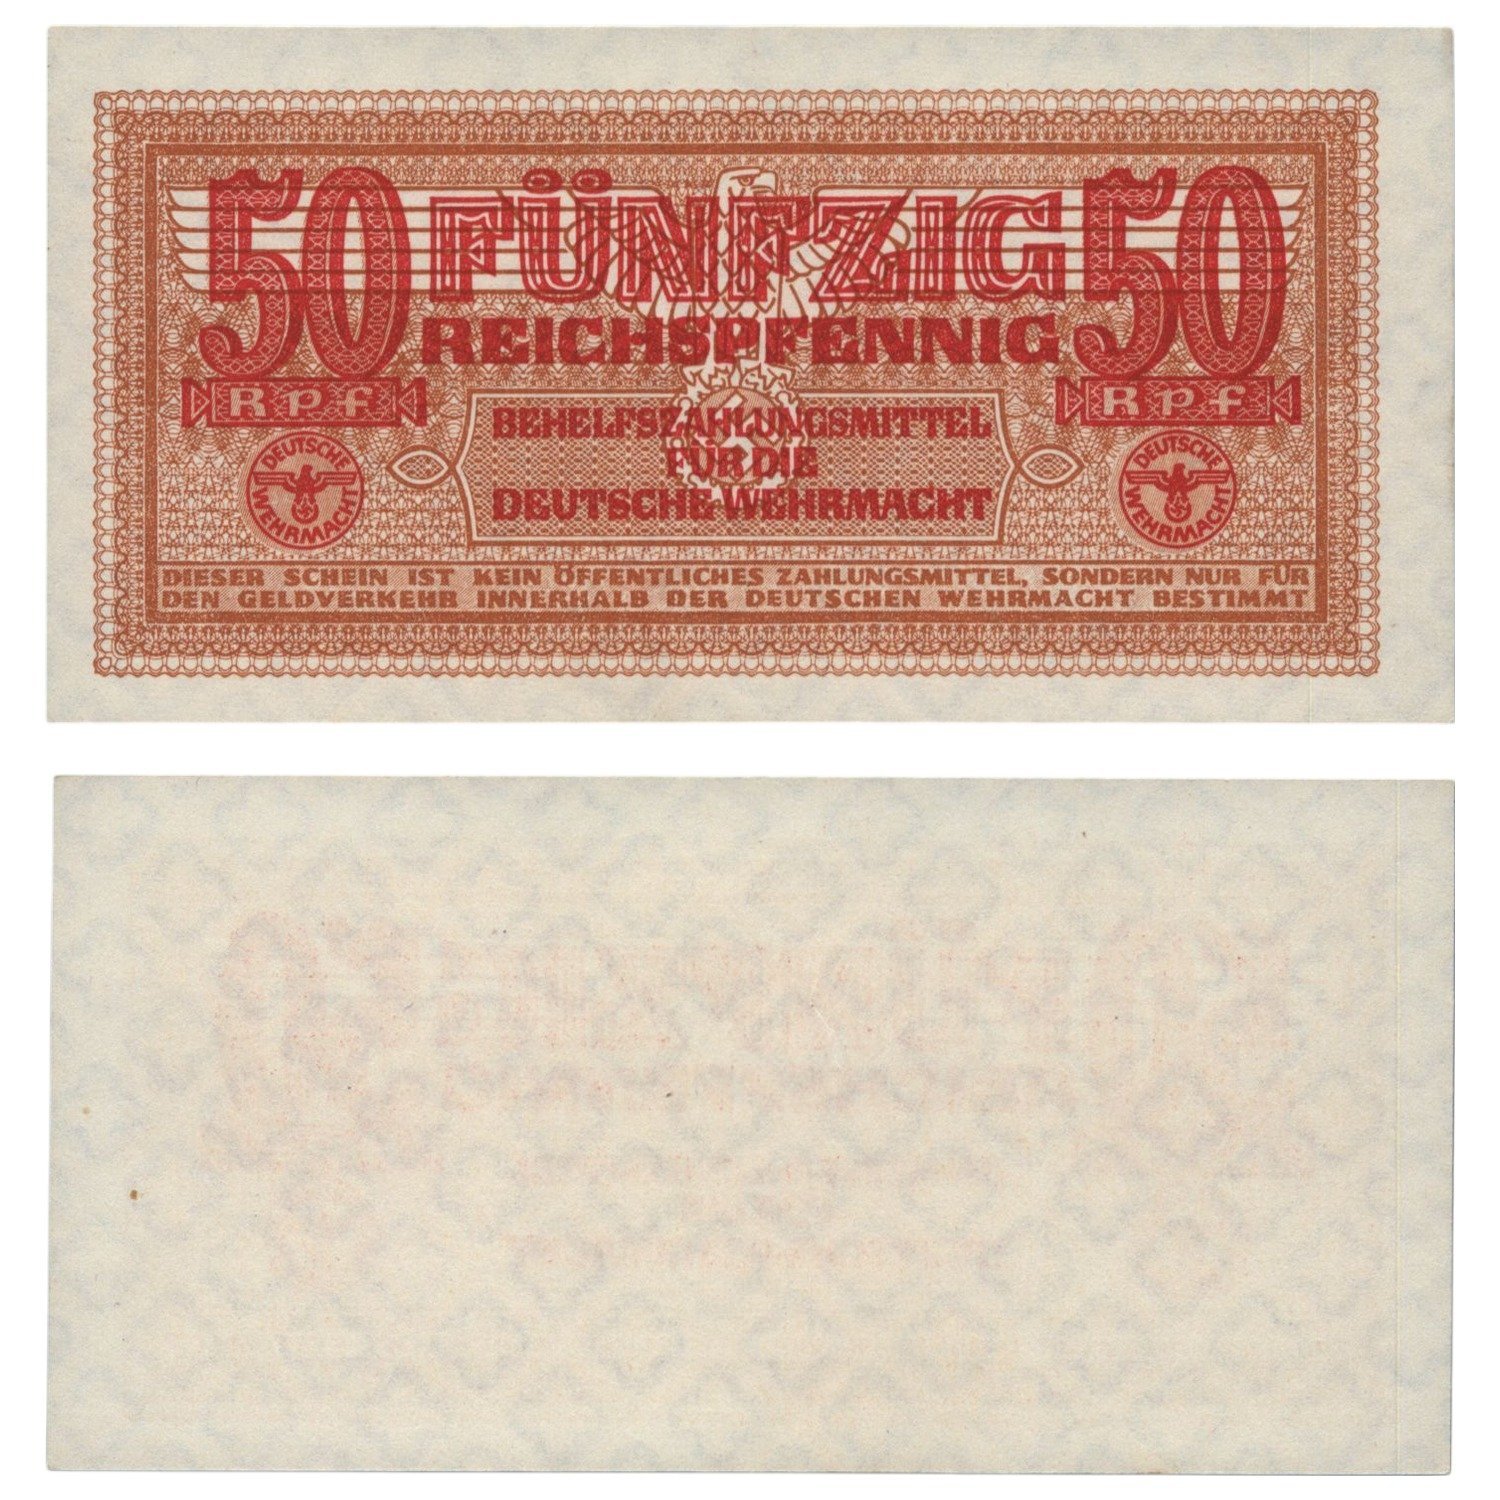 50 FÜNFZIG 50
REICHSPFENNIG
RPf RPf
BEHELFSZAHLUNGSMITTEL
FÜR DIE
DEUTSCHE WEHRMACHT
DEUTSCHE WEHRMACHT
DEUTSCHE WEHRMACHT
DIESER SCHEIN IST KEIN ÖFFENTLICHES ZAHLUNGSMITTEL, SONDERN NUR FÜR
DEN GELDVERKEHR INNERHALB DER DEUTSCHEN WEHRMACHT BESTIMMT